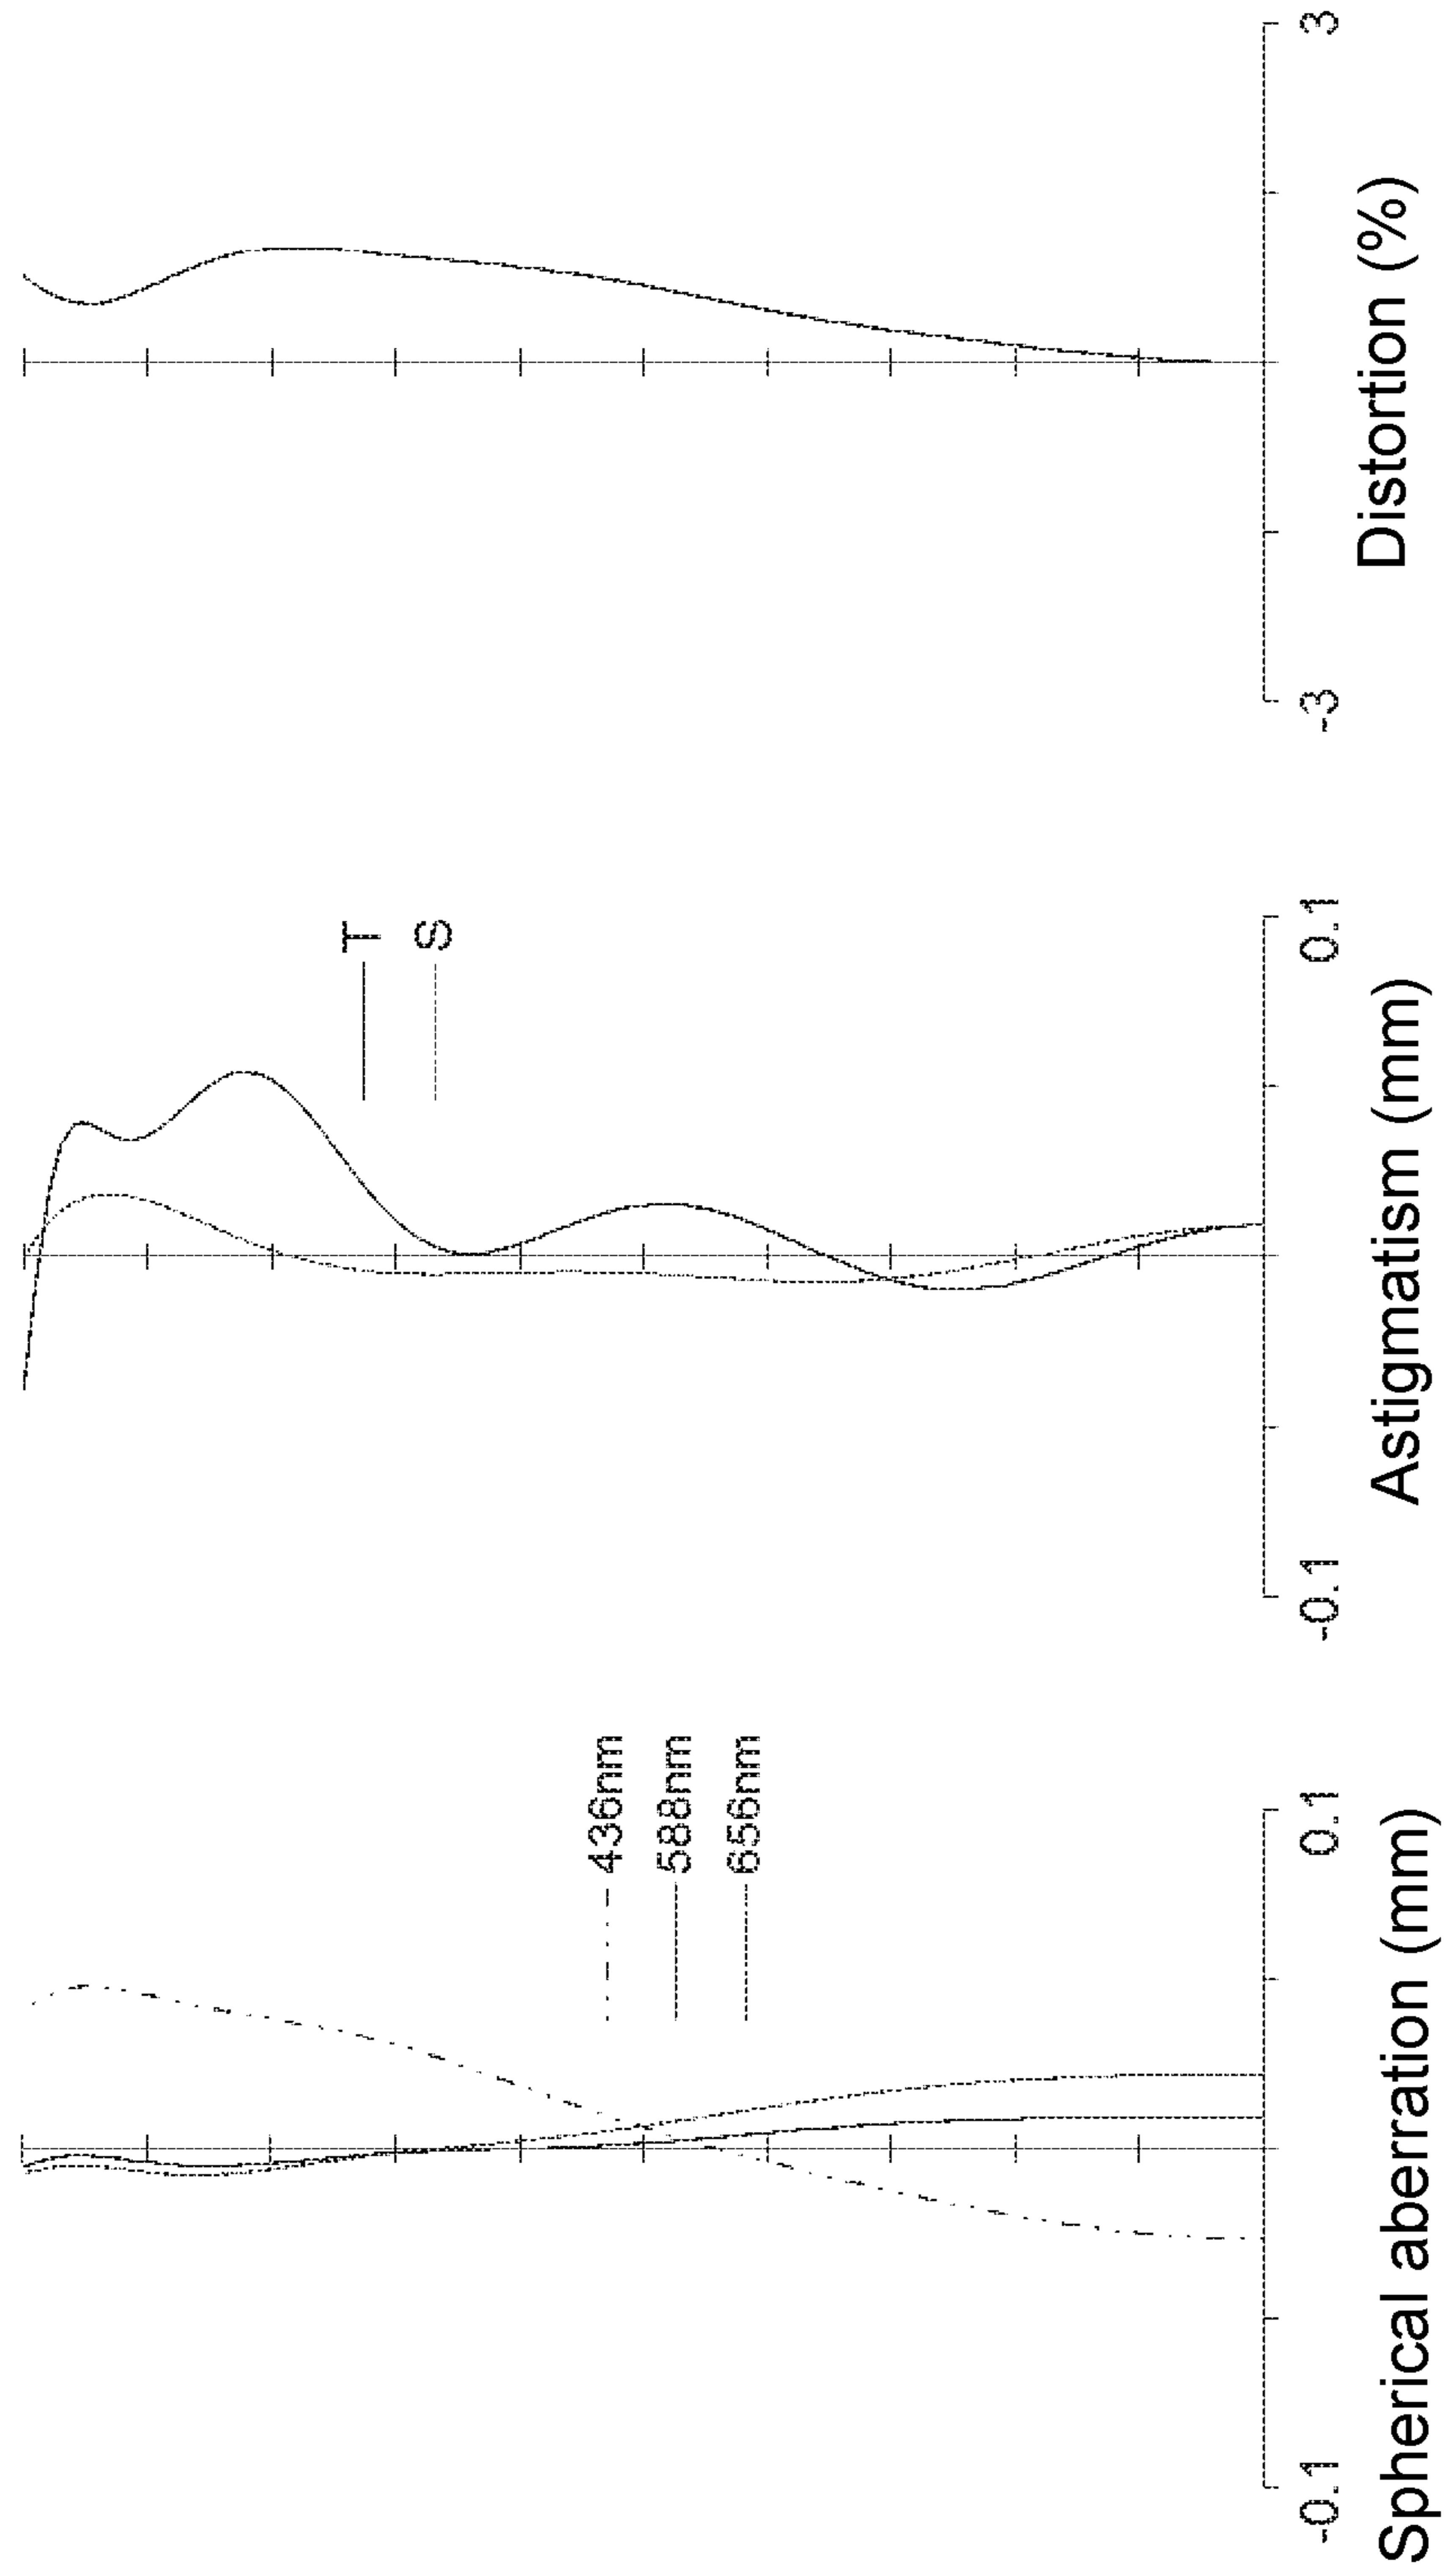 436nm
588nm
656nm
-0.1
0.1
Spherical aberration (mm)
T
S
-0.1
0.1
Astigmatism (mm)
-3
3
Distortion (%)